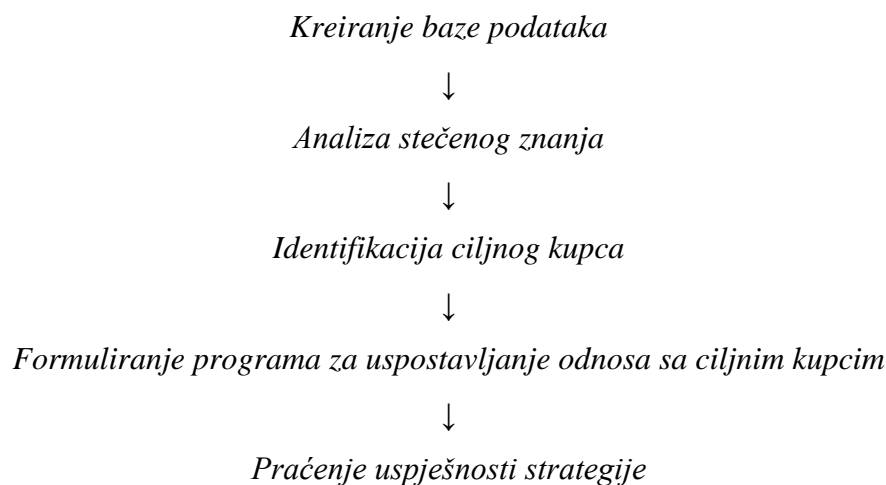 Kreiranje baze podataka
↓
Analiza stečenog znanja
↓
Identifikacija ciljnog kupca
↓
Formuliranje programa za uspostavljanje odnosa sa ciljnim kupcim
↓
Praćenje uspješnosti strategije